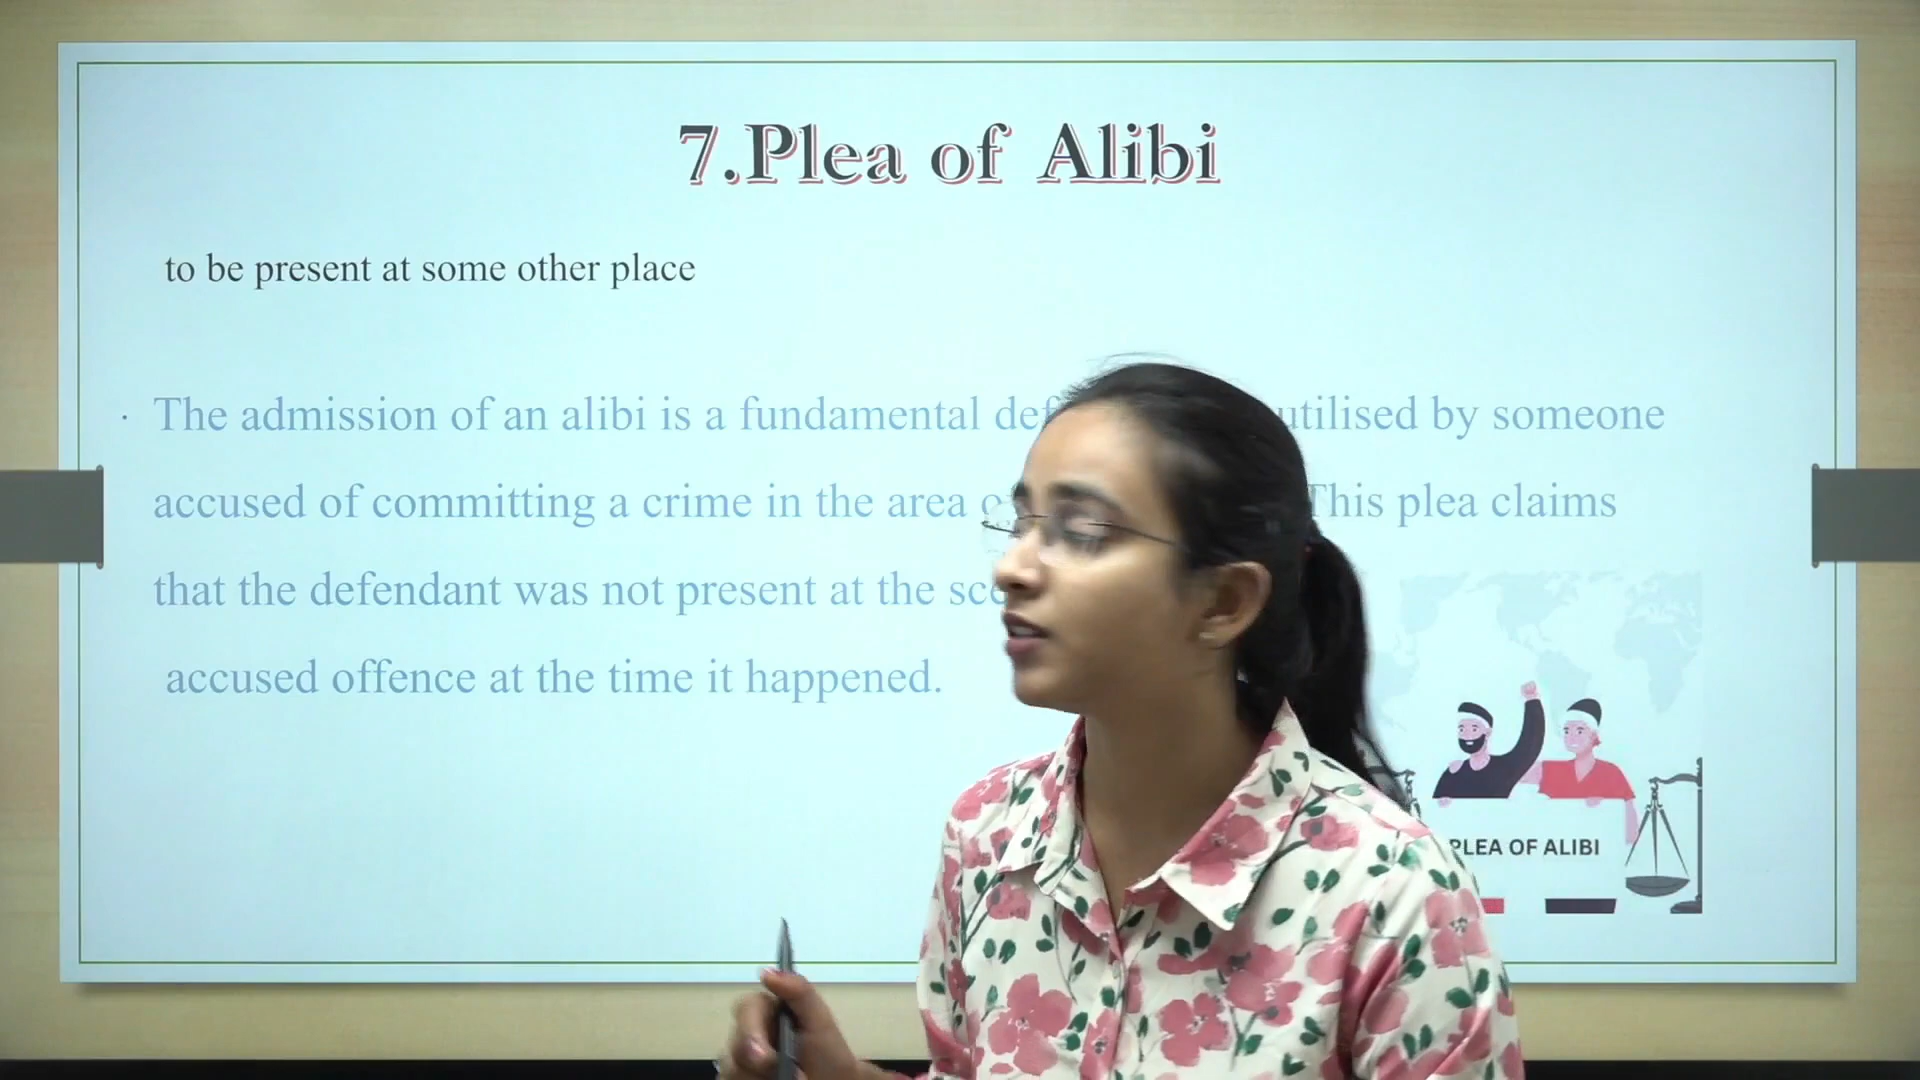 7.Plea of Alibi
to be present at some other place
· The admission of an alibi is a fundamental utilised by someone
accused of committing a crime in the area This plea claims
that the defendant was not present at the
accused offence at the time it happened.
PLEA OF ALIBI